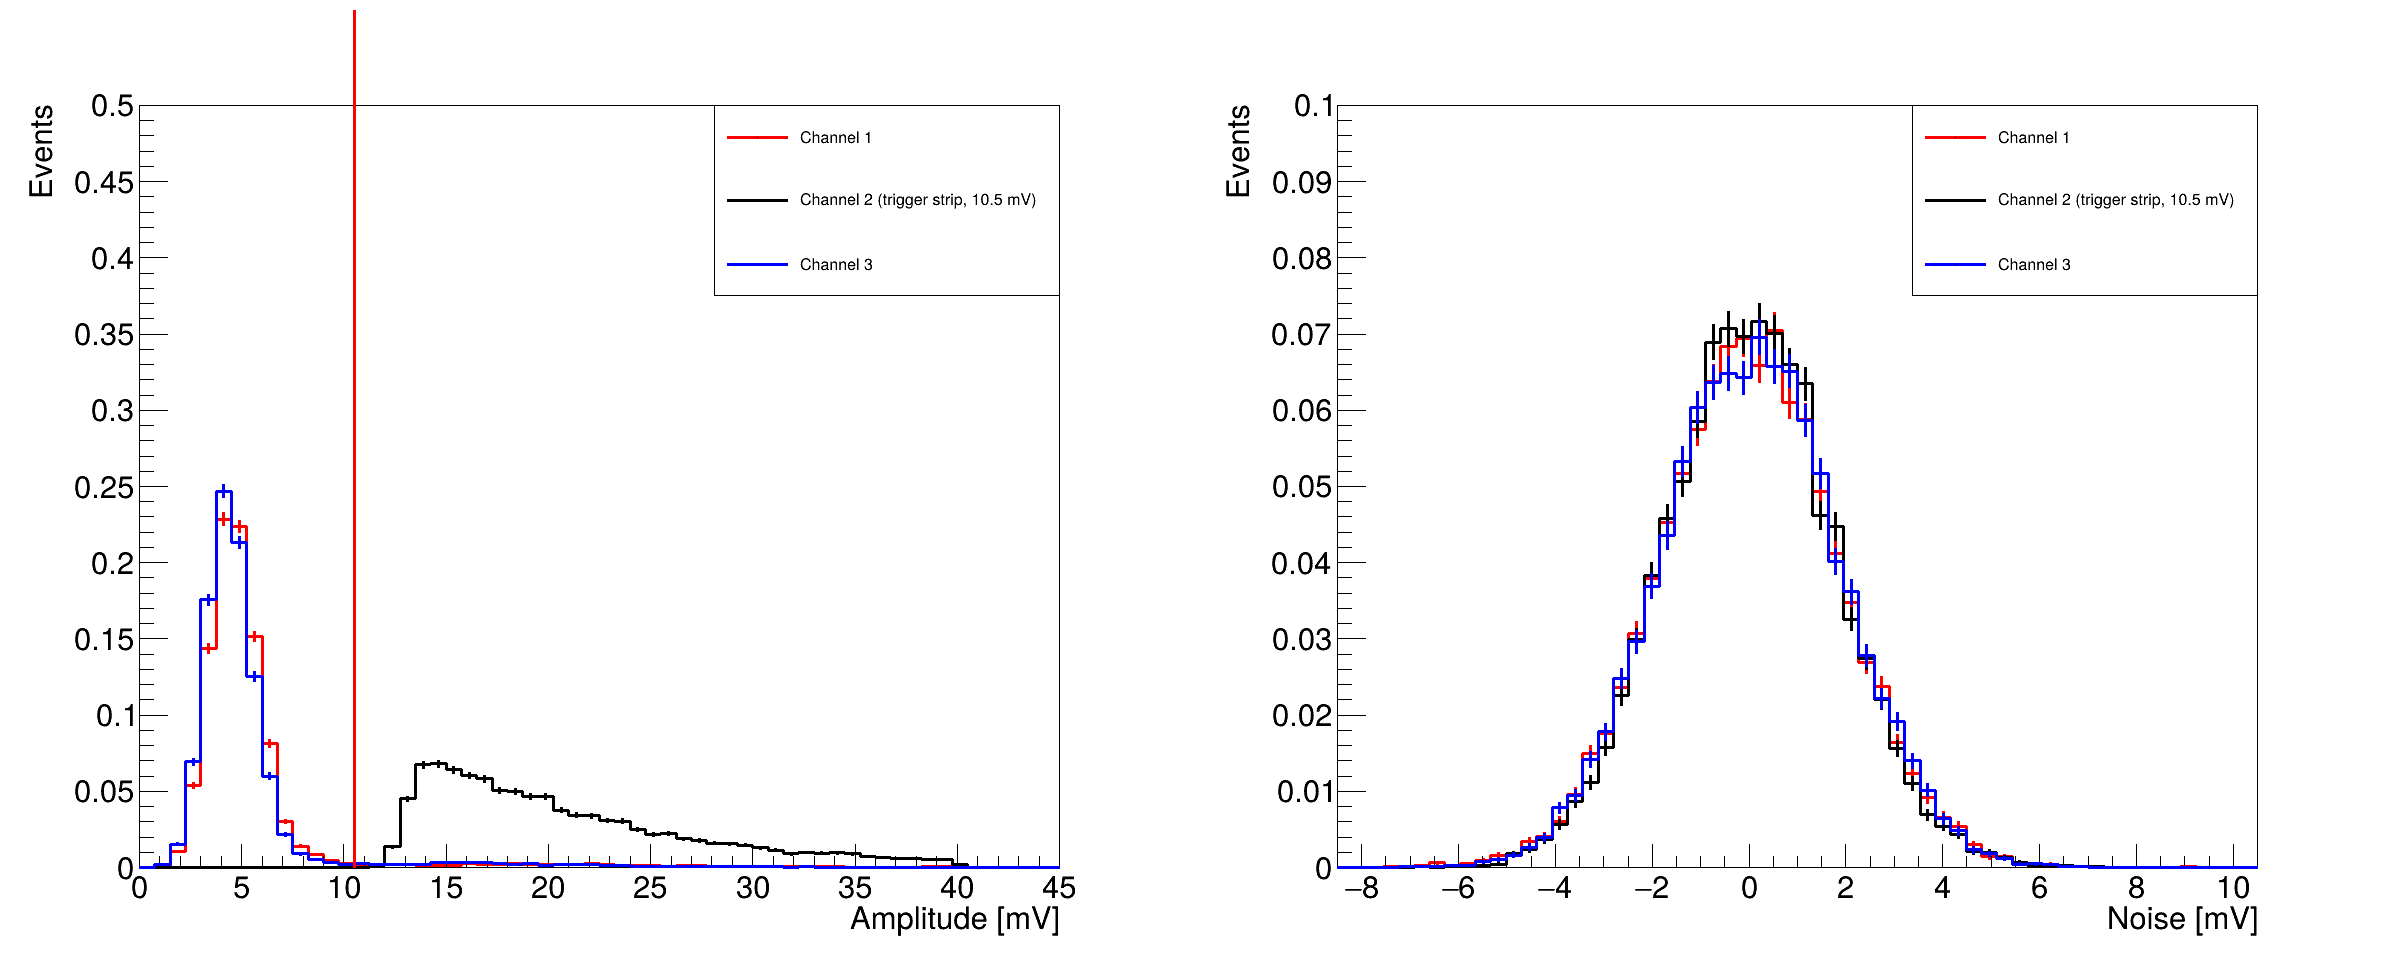 Events
0.5
0.45
0.4
0.35
0.3
0.25
0.2
0.15
0.1
0.05
0
0 5 10 15 20 25 30 35 40 45
Amplitude [mV]
Channel 1
Channel 2 (trigger strip, 10.5 mV)
Channel 3
Events
0.1
0.09
0.08
0.07
0.06
0.05
0.04
0.03
0.02
0.01
0
−8 −6 −4 −2 0 2 4 6 8 10
Noise [mV]
Channel 1
Channel 2 (trigger strip, 10.5 mV)
Channel 3